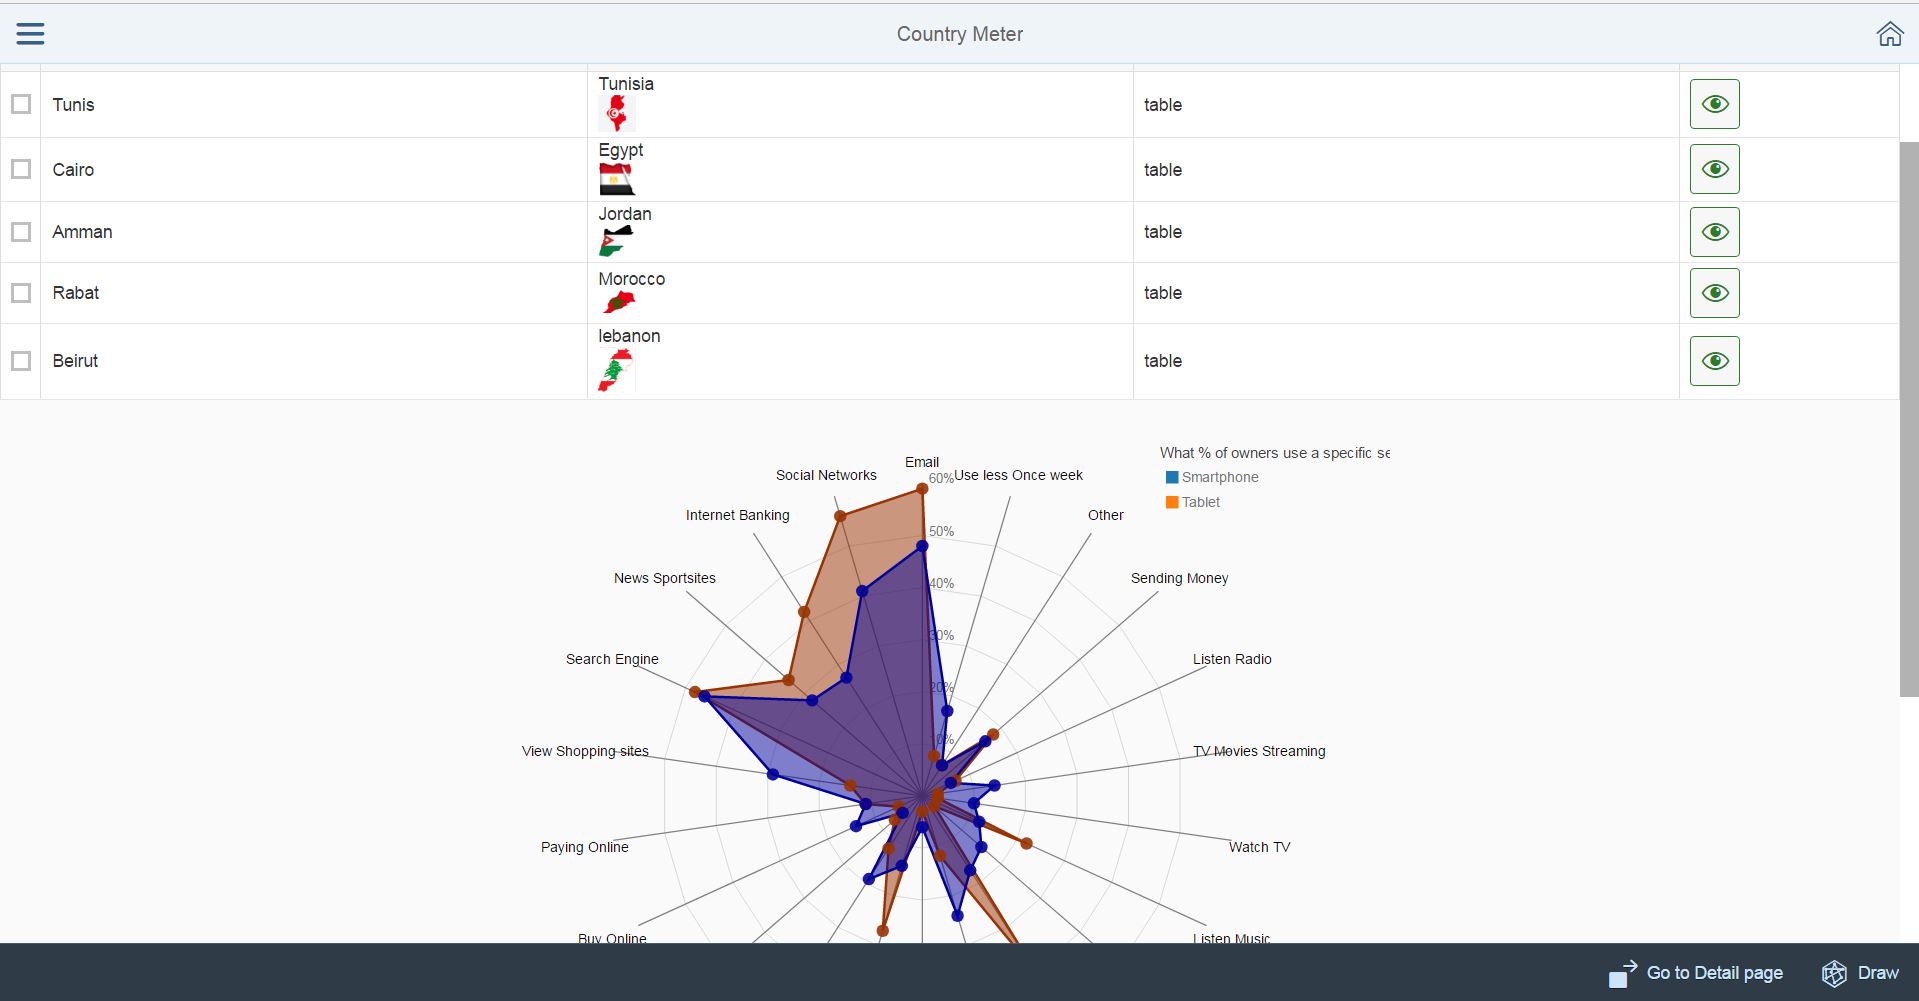 Country Meter
Tunis
Tunisia
table
Cairo
Egypt
table
Amman
Jordan
table
Rabat
Morocco
table
Beirut
lebanon
table
What % of owners use a specific se
Smartphone
Tablet
Email
Social Networks
Use less Once week
60%
Internet Banking
Other
50%
News Sportsites
Sending Money
40%
30%
Search Engine
Listen Radio
20%
10%
View Shopping sites
TV Movies Streaming
Paying Online
Watch TV
Buy Online
Listen Music
Go to Detail page
Draw